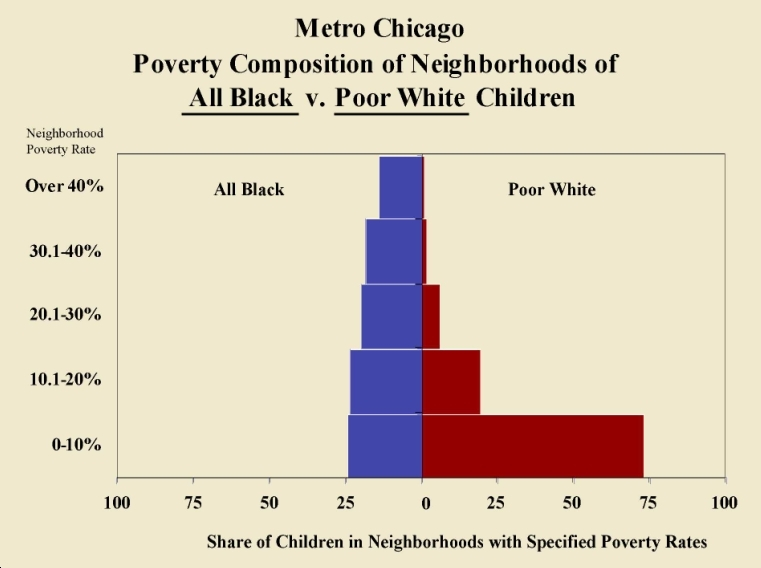 Metro Chicago
Poverty Composition of Neighborhoods of
All Black v. Poor White Children
Neighborhood
Poverty Rate
Over 40%
All Black
Poor White
30.1-40%
20.1-30%
10.1-20%
0-10%
100 75 50 25 0 25 50 75 100
Share of Children in Neighborhoods with Specified Poverty Rates